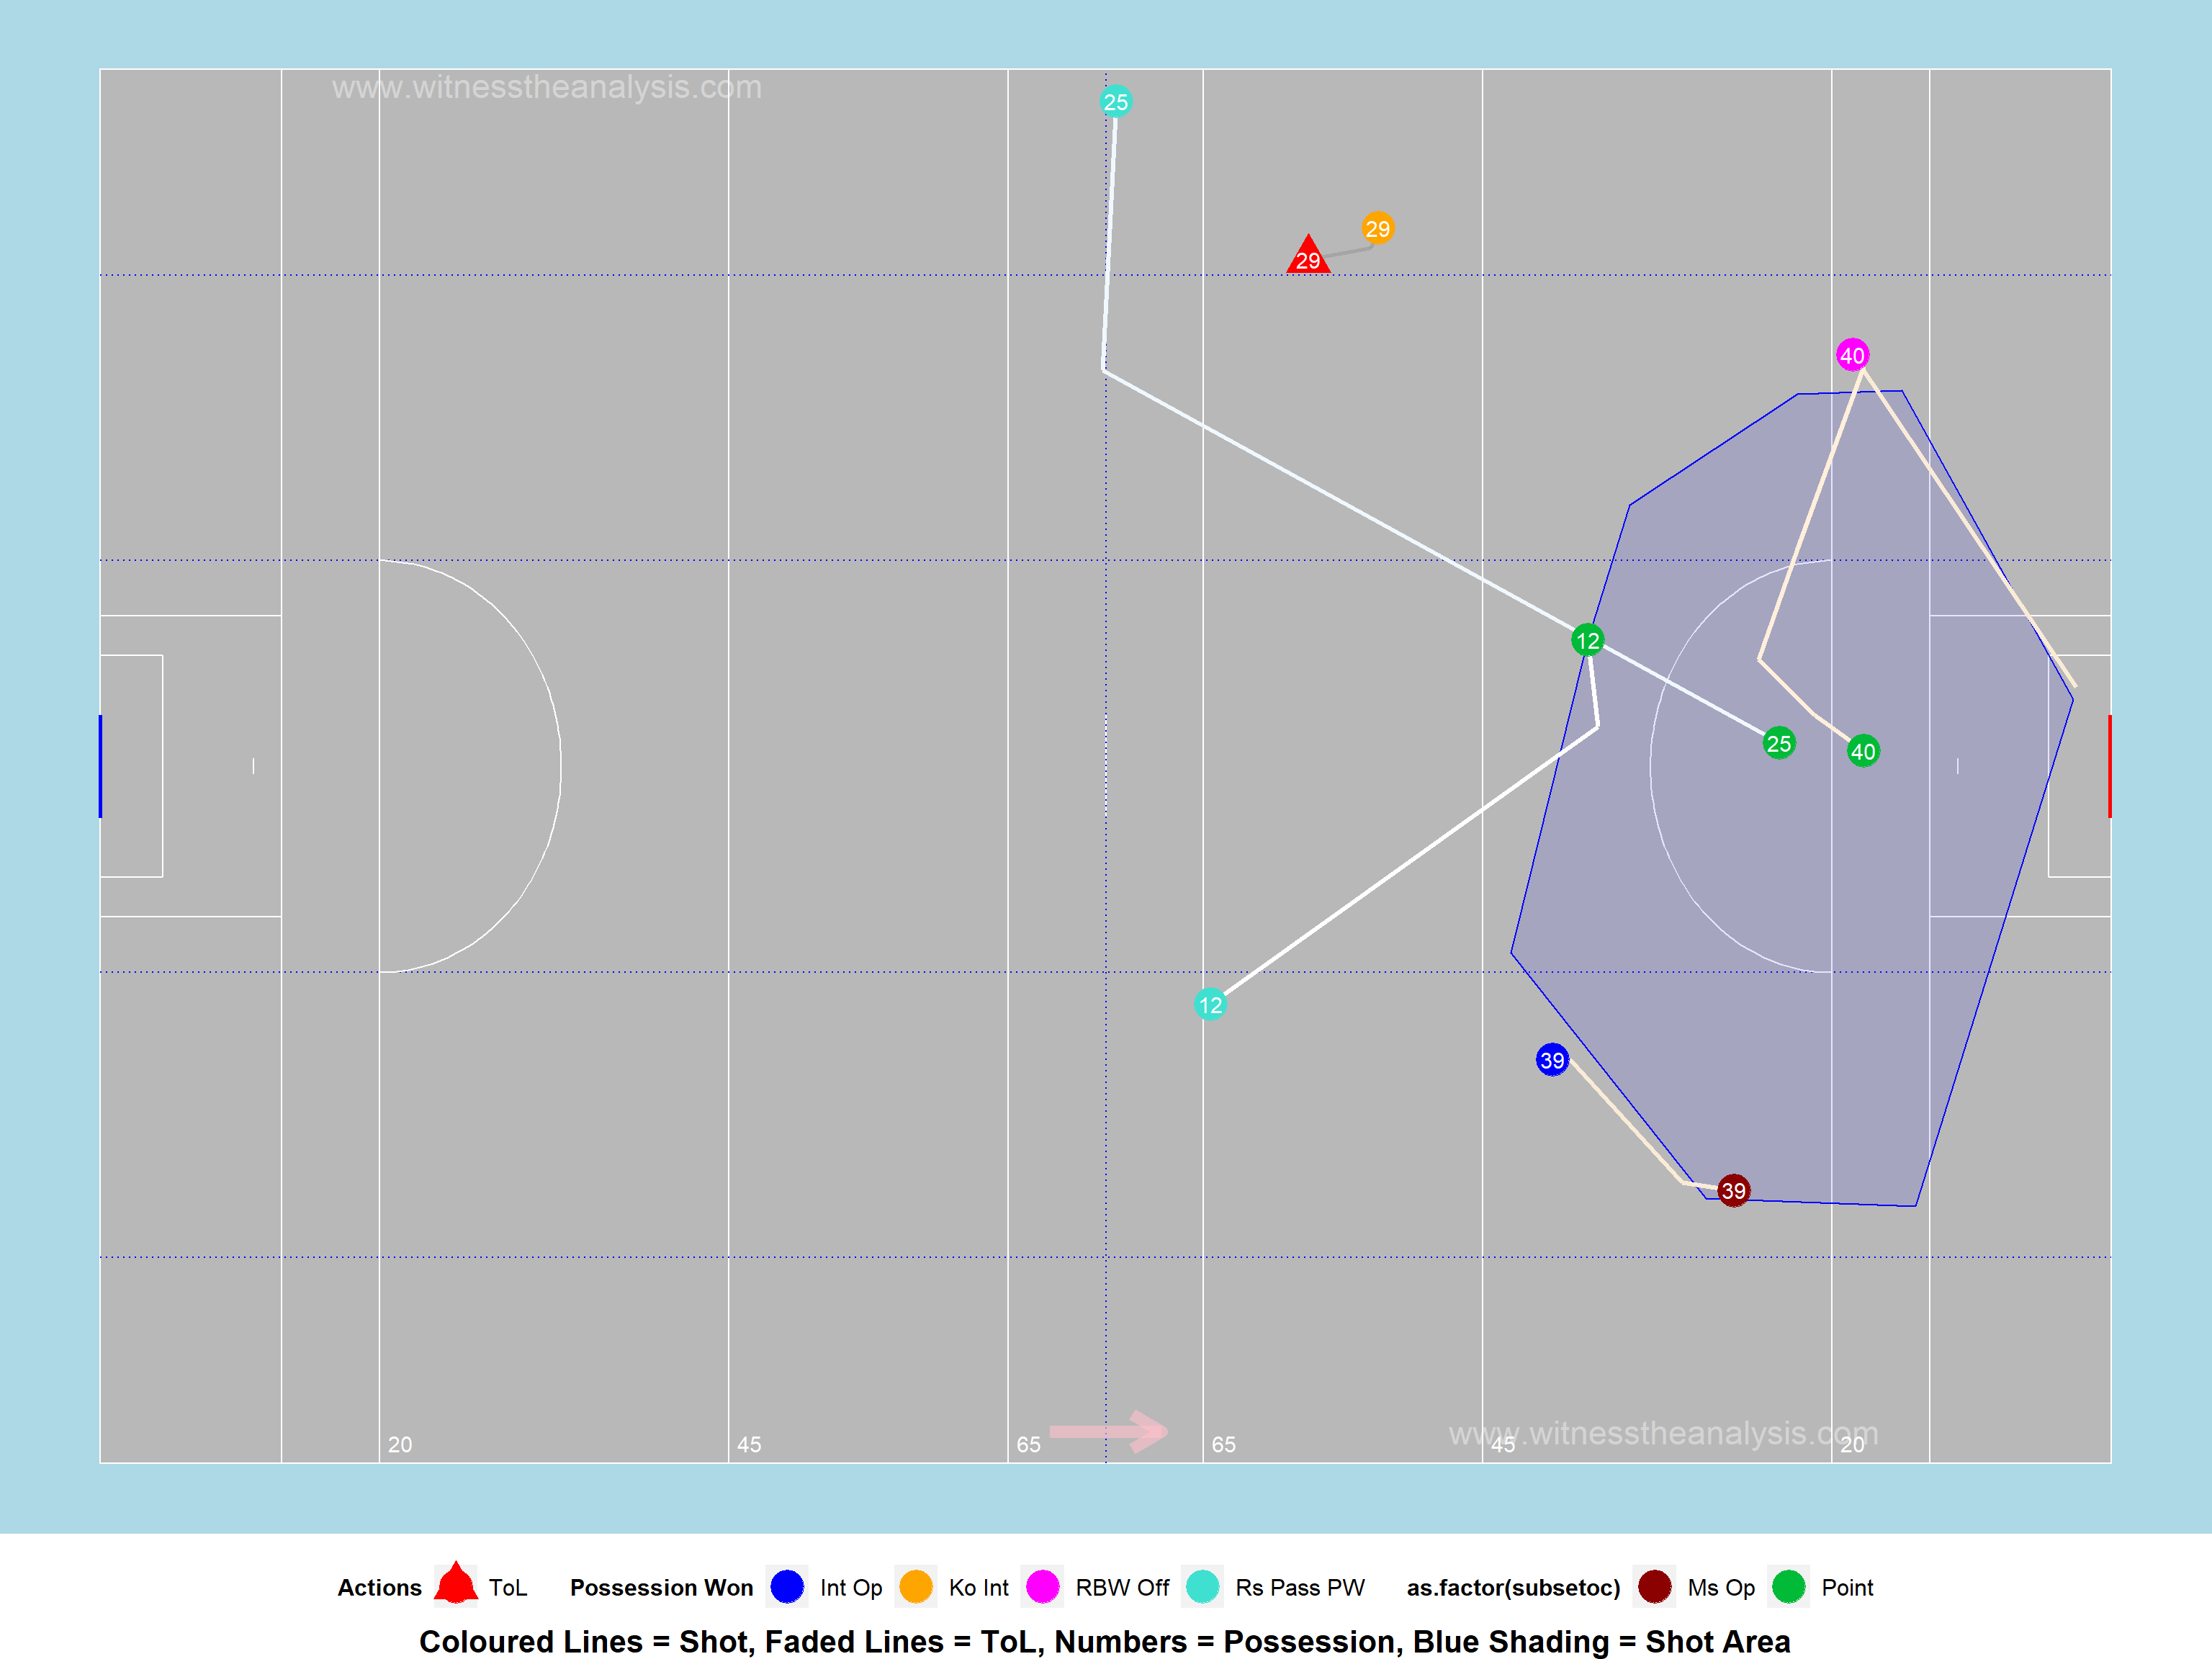 www.witnesstheanalysis.com
25
29
29
40
12
25
40
12
39
39
www.witnesstheanalysis.com
20 45 65 65 45 20
Actions ToL Possession Won Int Op Ko Int RBW Off Rs Pass PW as.factor(subsetoc) Ms Op Point
Coloured Lines = Shot, Faded Lines = ToL, Numbers = Possession, Blue Shading = Shot Area